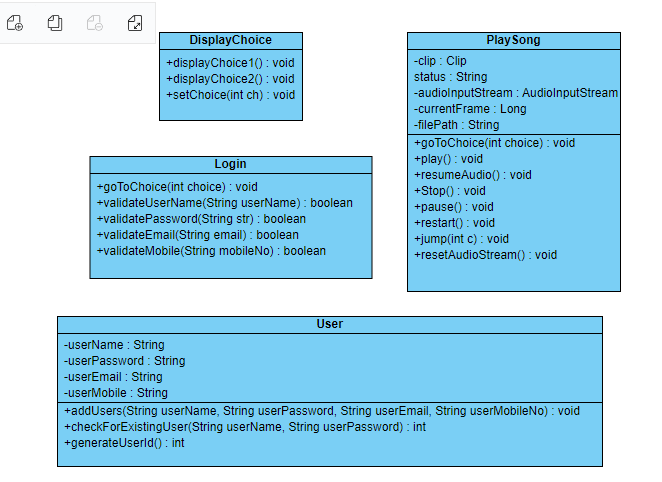 DisplayChoice
+displayChoice1() : void
+displayChoice2() : void
+setChoice(int ch) : void
PlaySong
-clip : Clip
status : String
-audioInputStream : AudioInputStream
-currentFrame : Long
-filePath : String
+goToChoice(int choice) : void
+play() : void
+resumeAudio() : void
+Stop() : void
+pause() : void
+restart() : void
+jump(int c) : void
+resetAudioStream() : void
Login
+goToChoice(int choice) : void
+validateUserName(String userName) : boolean
+validatePassword(String str) : boolean
+validateEmail(String email) : boolean
+validateMobile(String mobileNo) : boolean
User
-userName : String
-userPassword : String
-userEmail : String
-userMobile : String
+addUsers(String userName, String userPassword, String userEmail, String userMobileNo) : void
+checkForExistingUser(String userName, String userPassword) : int
+generateUserId() : int